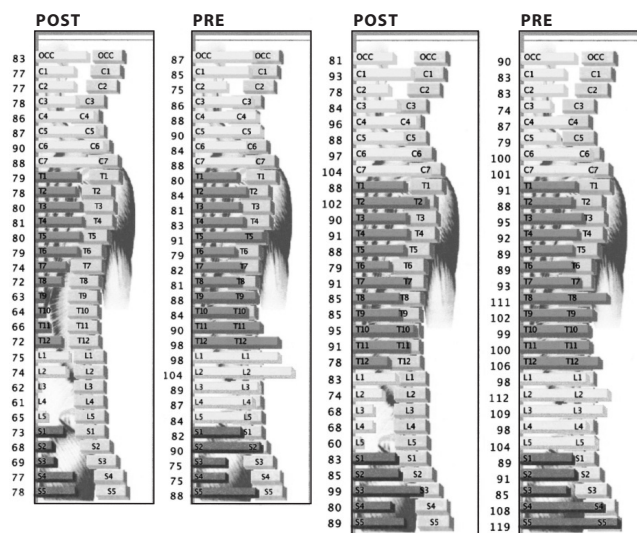 POST
83 OCC OCC
77 C1 C1
77 C2 C2
78 C3 C3
86 C4 C4
87 C5 C5
90 C6 C6
88 C7 C7
79 T1 T1
78 T2 T2
80 T3 T3
81 T4 T4
80 T5 T5
79 T6 T6
74 T7 T7
72 T8 T8
63 T9 T9
64 T10 T10
66 T11 T11
72 T12 T12
75 L1 L1
74 L2 L2
62 L3 L3
61 L4 L4
65 L5 L5
73 S1 S1
68 S2 S2
69 S3 S3
77 S4 S4
78 S5 S5
PRE
87 OCC OCC
85 C1 C1
75 C2 C2
86 C3 C3
88 C4 C4
90 C5 C5
84 C6 C6
88 C7 C7
80 T1 T1
84 T2 T2
84 T3 T3
83 T4 T4
91 T5 T5
79 T6 T6
82 T7 T7
81 T8 T8
88 T9 T9
84 T10 T10
90 T11 T11
98 T12 T12
98 L1 L1
104 L2 L2
89 L3 L3
87 L4 L4
84 L5 L5
82 S1 S1
90 S2 S2
75 S3 S3
75 S4 S4
88 S5 S5
POST
81 OCC OCC
93 C1 C1
78 C2 C2
84 C3 C3
96 C4 C4
88 C5 C5
97 C6 C6
104 C7 C7
88 T1 T1
102 T2 T2
90 T3 T3
91 T4 T4
88 T5 T5
79 T6 T6
91 T7 T7
85 T8 T8
85 T9 T9
95 T10 T10
91 T11 T11
78 T12 T12
83 L1 L1
74 L2 L2
68 L3 L3
68 L4 L4
60 L5 L5
83 S1 S1
85 S2 S2
99 S3 S3
80 S4 S4
89 S5 S5
PRE
90 OCC OCC
83 C1 C1
83 C2 C2
74 C3 C3
87 C4 C4
79 C5 C5
100 C6 C6
101 C7 C7
91 T1 T1
88 T2 T2
95 T3 T3
92 T4 T4
89 T5 T5
89 T6 T6
93 T7 T7
111 T8 T8
102 T9 T9
99 T10 T10
100 T11 T11
106 T12 T12
98 L1 L1
112 L2 L2
109 L3 L3
98 L4 L4
104 L5 L5
89 S1 S1
91 S2 S2
85 S3 S3
108 S4 S4
119 S5 S5